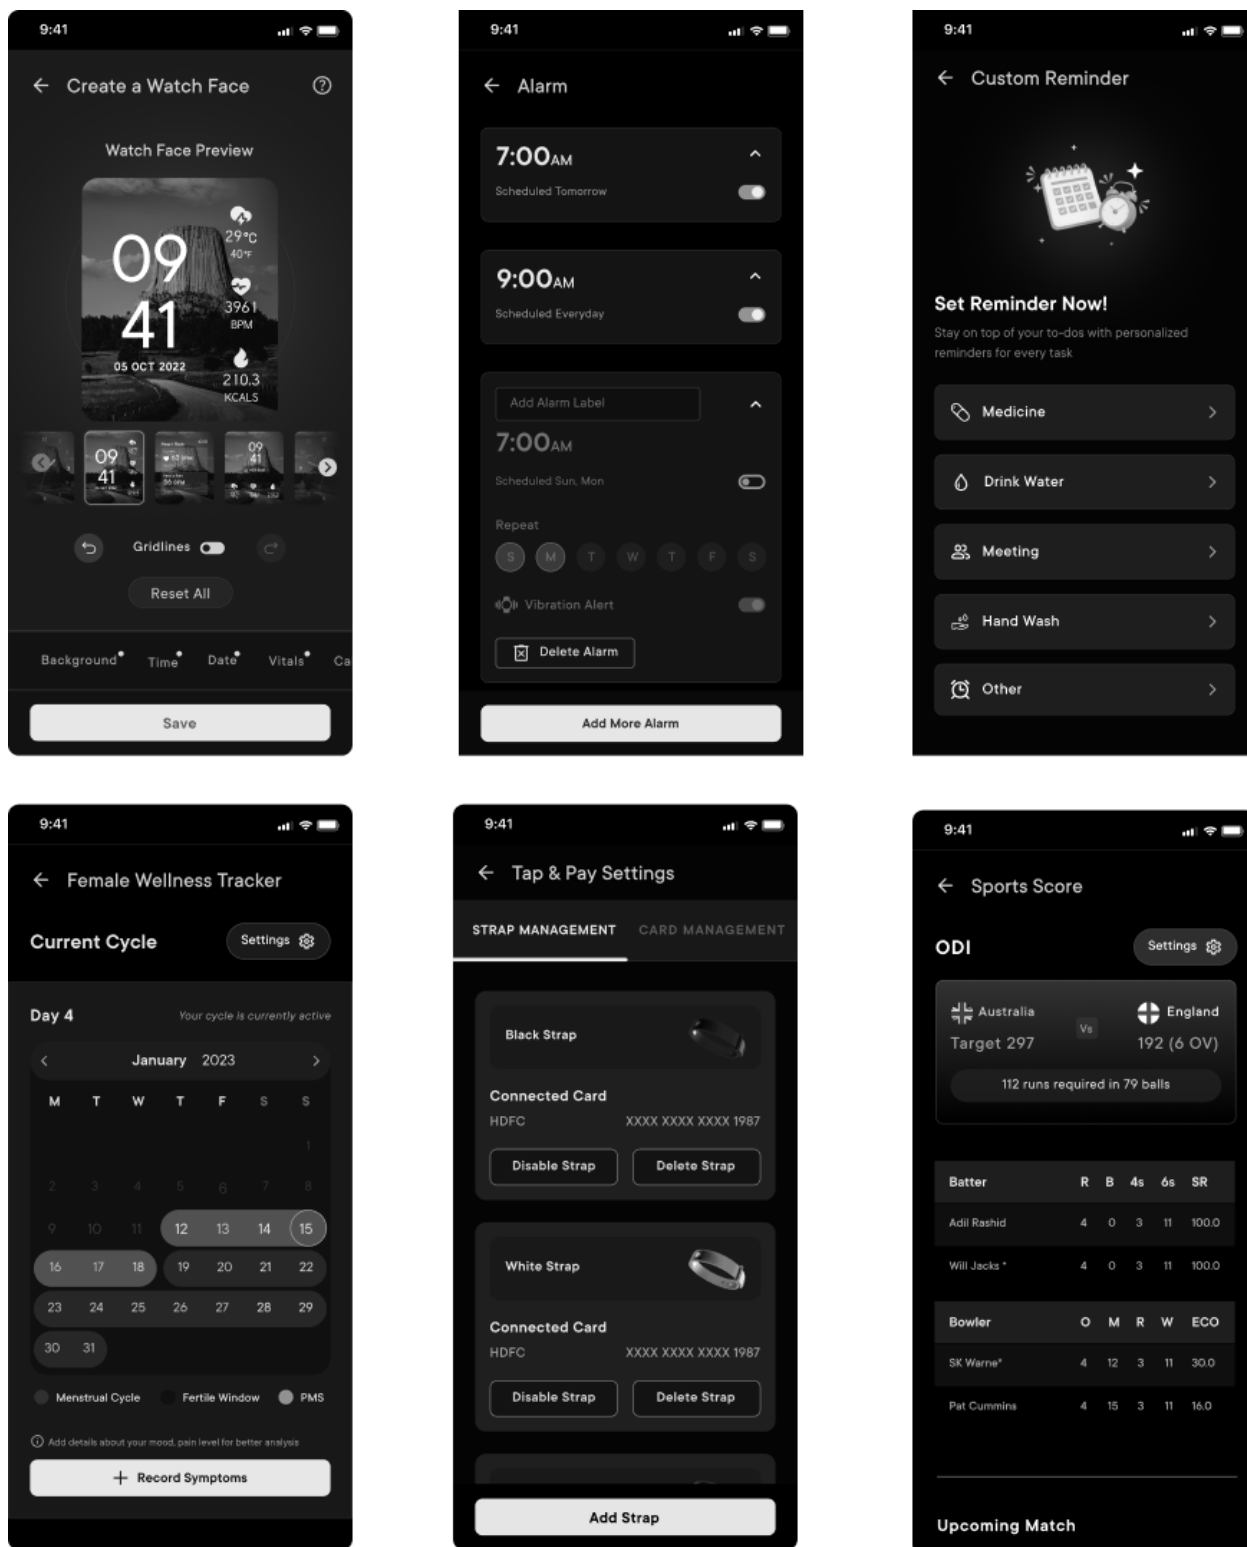 9:41
Create a Watch Face
Watch Face Preview
09
41
05 OCT 2022
29°C
40°F
3961
BPM
210.3
KCALS
09
41
09
41
Gridlines
Reset All
Background Time Date Vitals Ca
Save
9:41
Alarm
7:00AM
Scheduled Tomorrow
9:00AM
Scheduled Everyday
Add Alarm Label
7:00AM
Scheduled Sun, Mon
Repeat
S M T W T F S
Vibration Alert
Delete Alarm
Add More Alarm
9:41
Custom Reminder
Set Reminder Now!
Stay on top of your to-dos with personalized
reminders for every task
Medicine
Drink Water
Meeting
Hand Wash
Other
9:41
Female Wellness Tracker
Current Cycle Settings
Day 4 Your cycle is currently active
January 2023
M T W T F S S
1
2 3 4 5 6 7 8
9 10 11 12 13 14 15
16 17 18 19 20 21 22
23 24 25 26 27 28 29
30 31
Menstrual Cycle Fertile Window PMS
Add details about your mood, pain level for better analysis
+ Record Symptoms
9:41
Tap & Pay Settings
STRAP MANAGEMENT CARD MANAGEMENT
Black Strap
Connected Card
HDFC XXXX XXXX XXXX 1987
Disable Strap Delete Strap
White Strap
Connected Card
HDFC XXXX XXXX XXXX 1987
Disable Strap Delete Strap
Add Strap
9:41
Sports Score
ODI Settings
Australia Vs England
Target 297 192 (6 OV)
112 runs required in 79 balls
Batter R B 4s 6s SR
Adil Rashid 4 0 3 11 100.0
Will Jacks * 4 0 3 11 100.0
Bowler O M R W ECO
SK Warne* 4 12 3 11 30.0
Pat Cummins 4 15 3 11 16.0
Upcoming Match